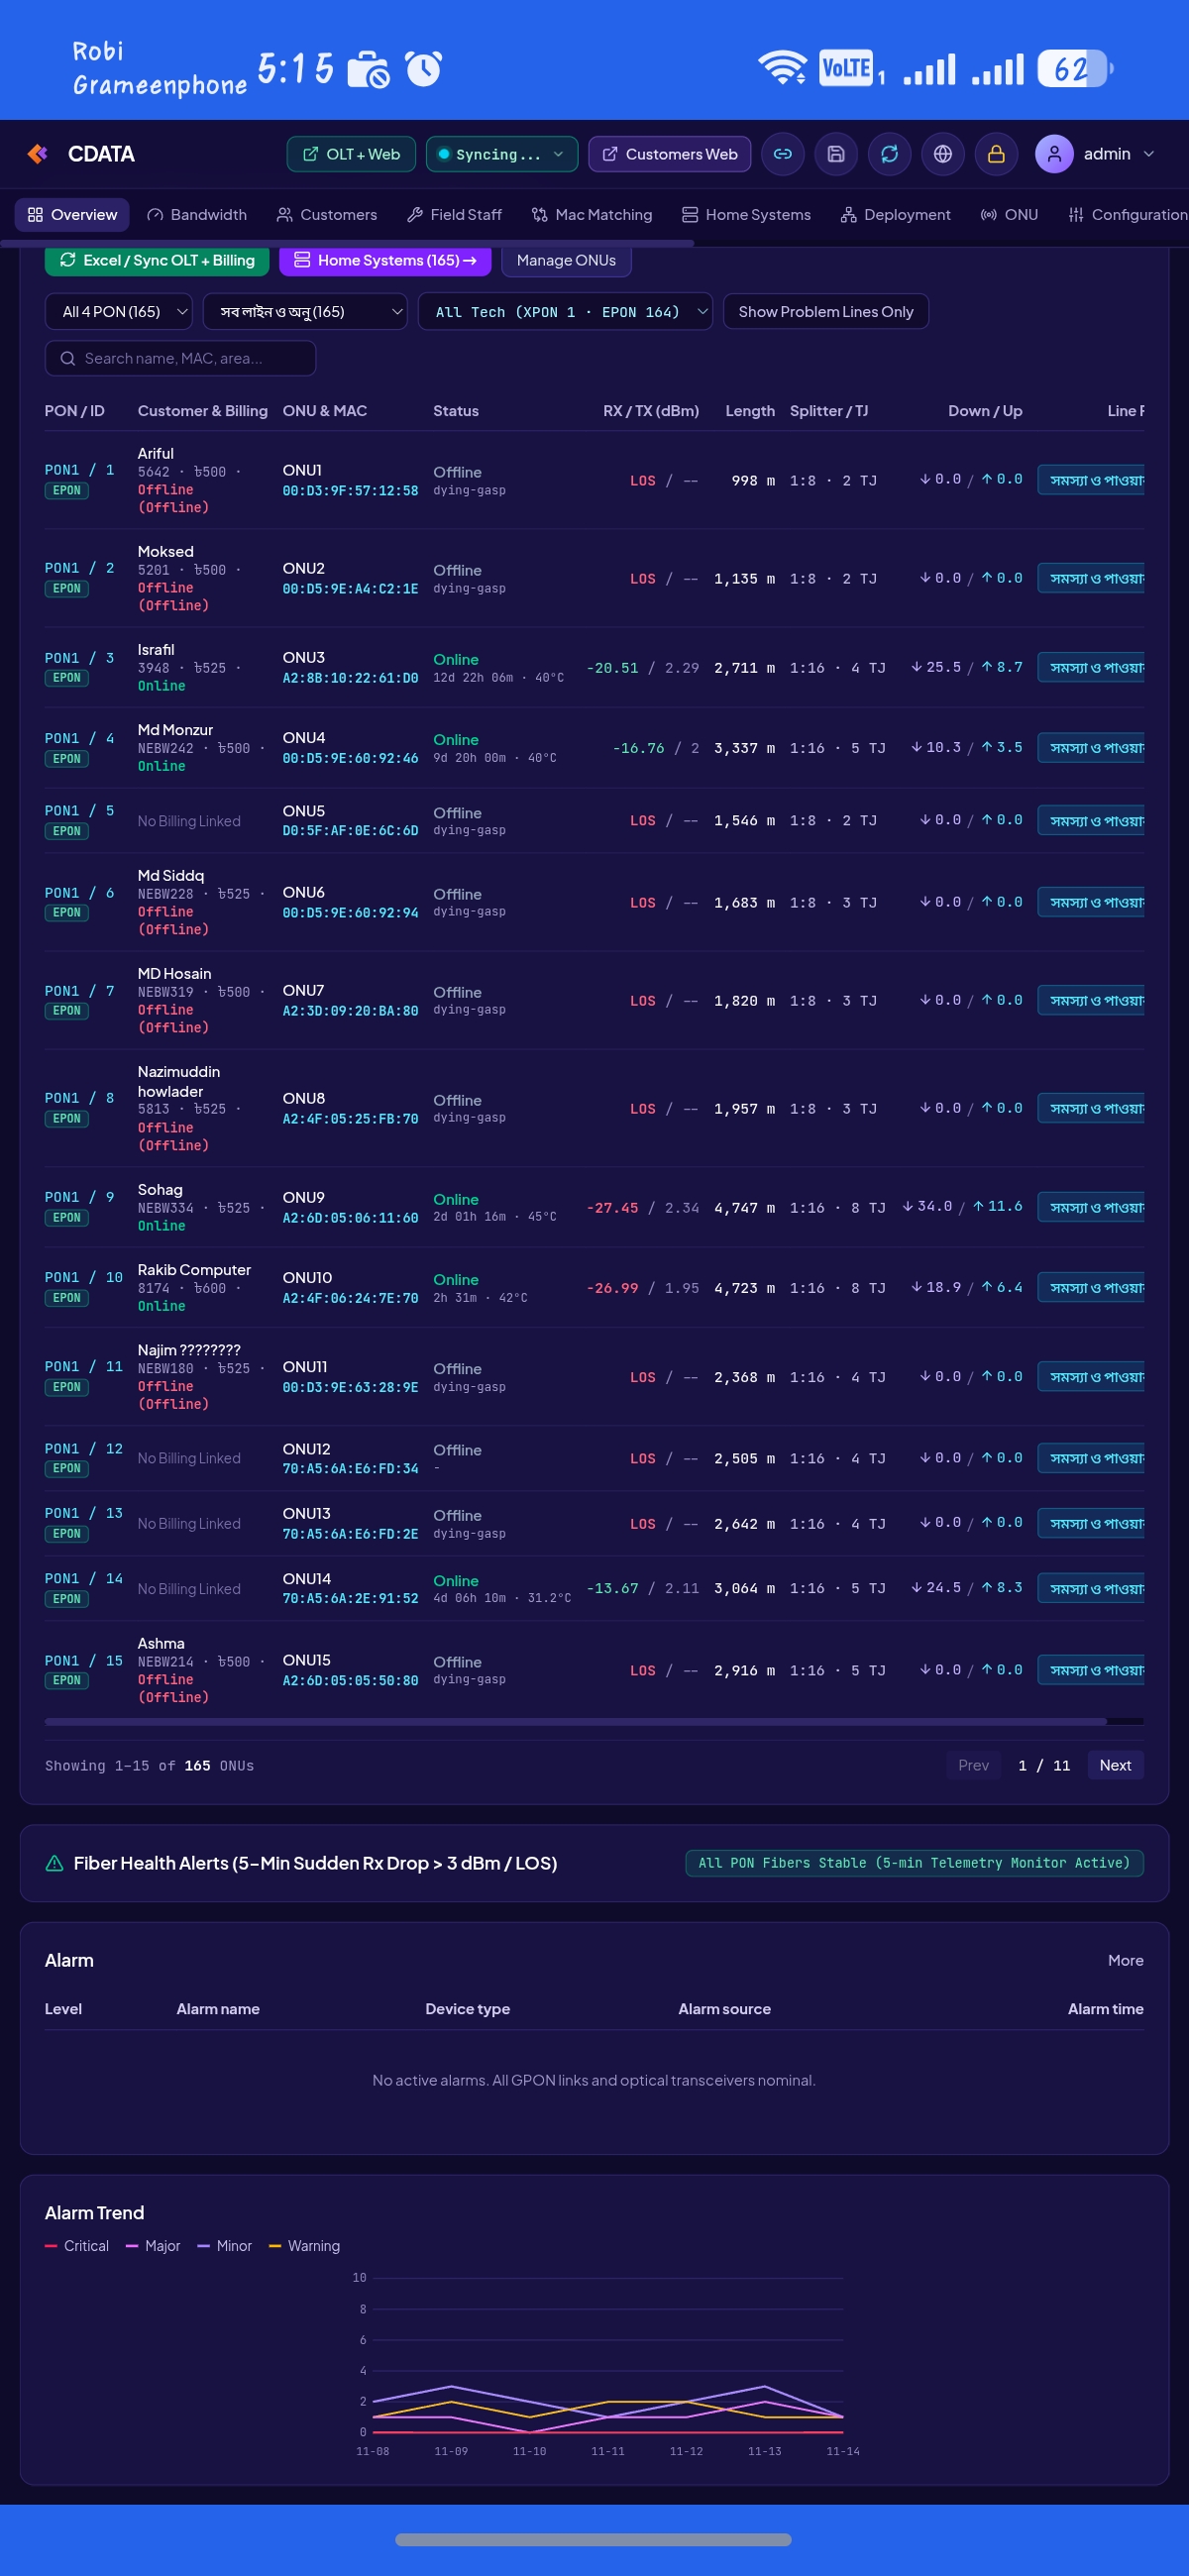 Robi
Grameenphone 5:15 VoLTE 1 62
CDATA OLT + Web Syncing... Customers Web admin
Overview Bandwidth Customers Field Staff Mac Matching Home Systems Deployment ONU Configuration
Excel / Sync OLT + Billing Home Systems (165) → Manage ONUs
All 4 PON (165) সব লাইন ও অনু (165) All Tech (XPON 1 · EPON 164) Show Problem Lines Only
Search name, MAC, area...
PON / ID Customer & Billing ONU & MAC Status RX / TX (dBm) Length Splitter / TJ Down / Up Line
PON1 / 1 EPON
Ariful
5642 · ৳500 ·
Offline
(Offline)
ONU1
00:D3:9F:57:12:58
Offline
dying-gasp
LOS / -- 998 m 1:8 · 2 TJ ↓ 0.0 / ↑ 0.0 সমস্যা ও
PON1 / 2 EPON
Moksed
5201 · ৳500 ·
Offline
(Offline)
ONU2
00:D5:9E:A4:C2:1E
Offline
dying-gasp
LOS / -- 1,135 m 1:8 · 2 TJ ↓ 0.0 / ↑ 0.0 সমস্যা ও
PON1 / 3 EPON
Israfil
3948 · ৳525 ·
Online
ONU3
A2:8B:10:22:61:D0
Online
12d 22h 06m · 40°C
-20.51 / 2.29 2,711 m 1:16 · 4 TJ ↓ 25.5 / ↑ 8.7 সমস্যা ও
PON1 / 4 EPON
Md Monzur
NEBW242 · ৳500 ·
Online
ONU4
00:D5:9E:60:92:46
Online
9d 20h 00m · 40°C
-16.76 / 2 3,337 m 1:16 · 5 TJ ↓ 10.3 / ↑ 3.5 সমস্যা ও
PON1 / 5 EPON
No Billing Linked
ONU5
D0:5F:AF:0E:6C:6D
Offline
dying-gasp
LOS / -- 1,546 m 1:8 · 2 TJ ↓ 0.0 / ↑ 0.0 সমস্যা ও
PON1 / 6 EPON
Md Siddq
NEBW228 · ৳525 ·
Offline
(Offline)
ONU6
00:D5:9E:60:92:94
Offline
dying-gasp
LOS / -- 1,683 m 1:8 · 3 TJ ↓ 0.0 / ↑ 0.0 সমস্যা ও
PON1 / 7 EPON
MD Hosain
NEBW319 · ৳500 ·
Offline
(Offline)
ONU7
A2:3D:09:20:BA:80
Offline
dying-gasp
LOS / -- 1,820 m 1:8 · 3 TJ ↓ 0.0 / ↑ 0.0 সমস্যা ও
PON1 / 8 EPON
Nazimuddin
howlader
5813 · ৳525 ·
Offline
(Offline)
ONU8
A2:4F:05:25:FB:70
Offline
dying-gasp
LOS / -- 1,957 m 1:8 · 3 TJ ↓ 0.0 / ↑ 0.0 সমস্যা ও
PON1 / 9 EPON
Sohag
NEBW334 · ৳525 ·
Online
ONU9
A2:6D:05:06:11:60
Online
2d 01h 16m · 45°C
-27.45 / 2.34 4,747 m 1:16 · 8 TJ ↓ 34.0 / ↑ 11.6 সমস্যা ও
PON1 / 10 EPON
Rakib Computer
8174 · ৳600 ·
Online
ONU10
A2:4F:06:24:7E:70
Online
2h 31m · 42°C
-26.99 / 1.95 4,723 m 1:16 · 8 TJ ↓ 18.9 / ↑ 6.4 সমস্যা ও
PON1 / 11 EPON
Najim ????????
NEBW180 · ৳525 ·
Offline
(Offline)
ONU11
00:D3:9E:63:28:9E
Offline
dying-gasp
LOS / -- 2,368 m 1:16 · 4 TJ ↓ 0.0 / ↑ 0.0 সমস্যা ও
PON1 / 12 EPON
No Billing Linked
ONU12
70:A5:6A:E6:FD:34
Offline
-
LOS / -- 2,505 m 1:16 · 4 TJ ↓ 0.0 / ↑ 0.0 সমস্যা ও
PON1 / 13 EPON
No Billing Linked
ONU13
70:A5:6A:E6:FD:2E
Offline
dying-gasp
LOS / -- 2,642 m 1:16 · 4 TJ ↓ 0.0 / ↑ 0.0 সমস্যা ও
PON1 / 14 EPON
No Billing Linked
ONU14
70:A5:6A:2E:91:52
Online
4d 06h 10m · 31.2°C
-13.67 / 2.11 3,064 m 1:16 · 5 TJ ↓ 24.5 / ↑ 8.3 সমস্যা ও
PON1 / 15 EPON
Ashma
NEBW214 · ৳500 ·
Offline
(Offline)
ONU15
A2:6D:05:05:50:80
Offline
dying-gasp
LOS / -- 2,916 m 1:16 · 5 TJ ↓ 0.0 / ↑ 0.0 সমস্যা ও
Showing 1–15 of 165 ONUs Prev 1 / 11 Next
Fiber Health Alerts (5-Min Sudden Rx Drop > 3 dBm / LOS) All PON Fibers Stable (5-min Telemetry Monitor Active)
Alarm More
Level Alarm name Device type Alarm source Alarm time
No active alarms. All GPON links and optical transceivers nominal.
Alarm Trend
Critical Major Minor Warning
10
8
6
4
2
0
11-08 11-09 11-10 11-11 11-12 11-13 11-14